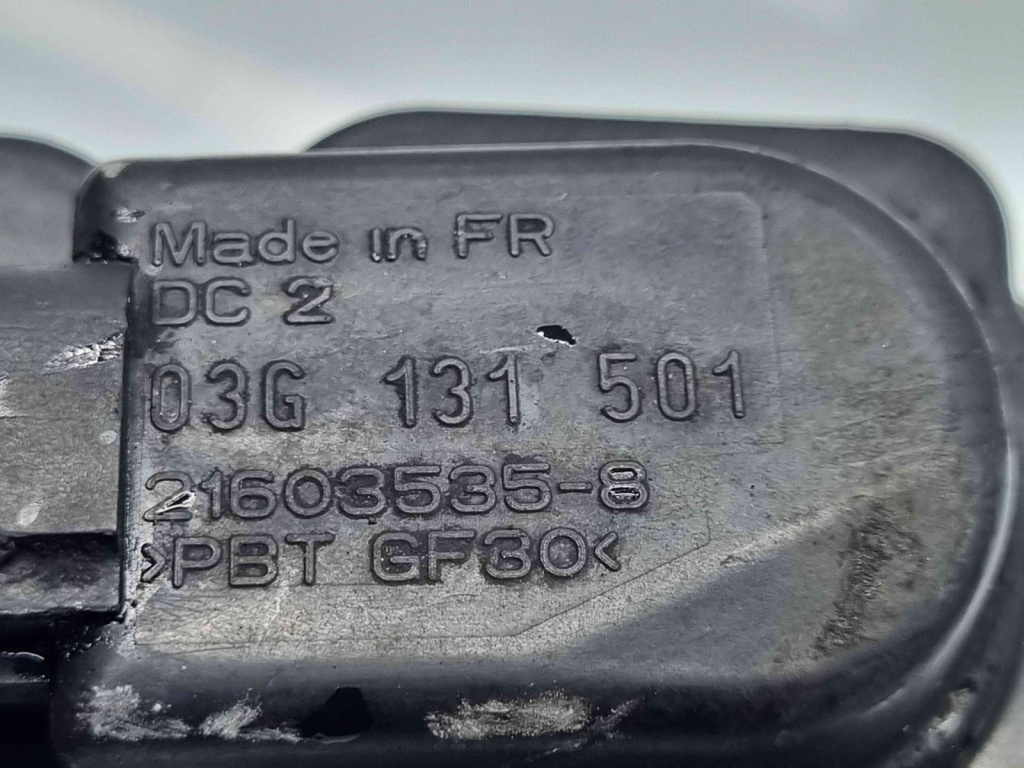 Made in FR
DC 2
03G 131 501
21603535-8
>PBT GF30<